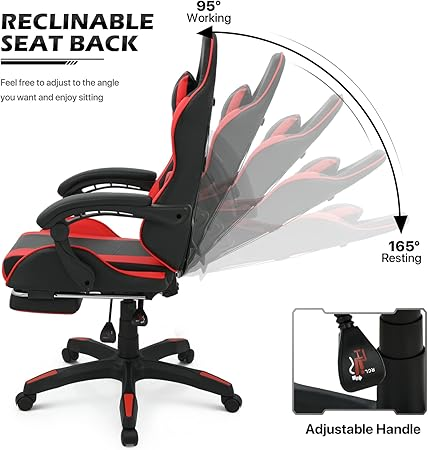 RECLINABLE
SEAT BACK
Feel free to adjust to the angle
you want and enjoy sitting
95°
Working
165°
Resting
RCL
Adjustable Handle